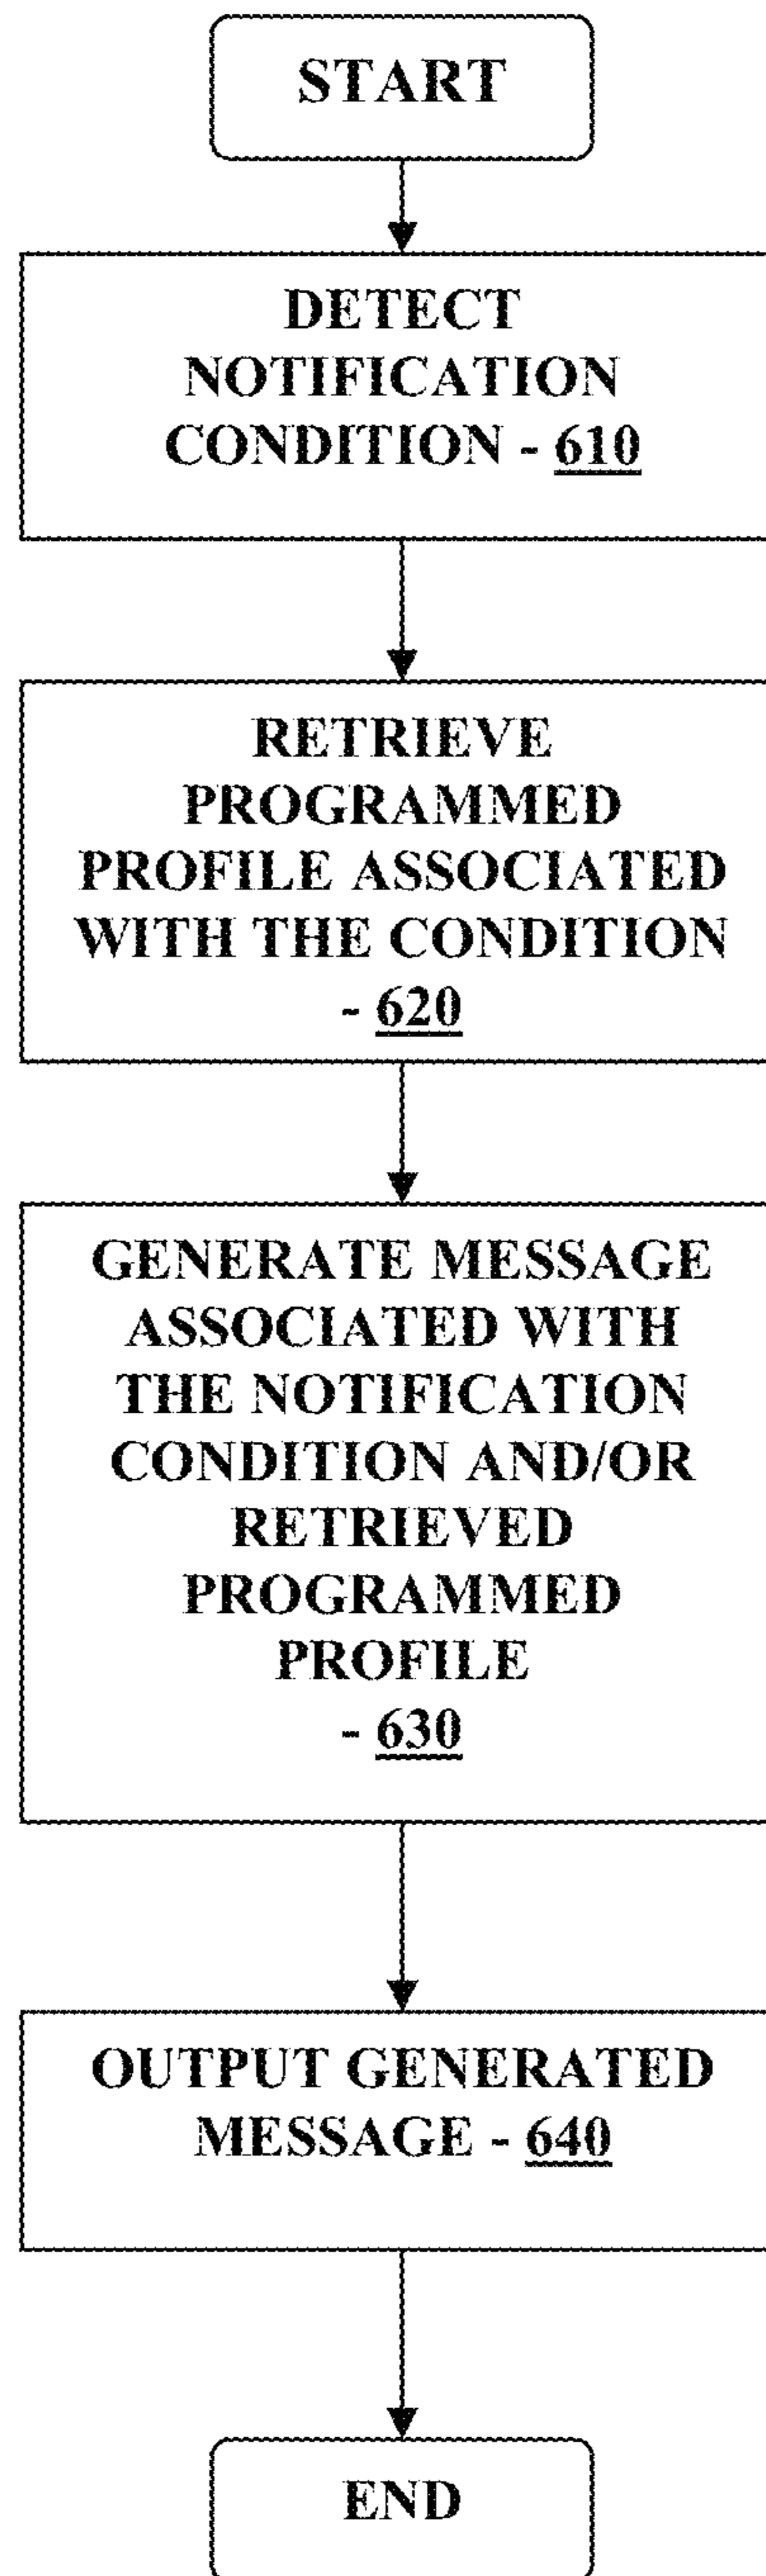 START
DETECT
NOTIFICATION
CONDITION - 610
RETRIEVE
PROGRAMMED
PROFILE ASSOCIATED
WITH THE CONDITION
- 620
GENERATE MESSAGE
ASSOCIATED WITH
THE NOTIFICATION
CONDITION AND/OR
RETRIEVED
PROGRAMMED
PROFILE
- 630
OUTPUT GENERATED
MESSAGE - 640
END